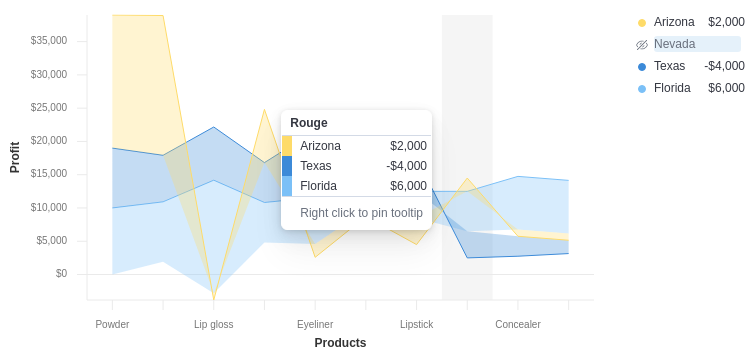 Arizona $2,000
Nevada
Texas -$4,000
Florida $6,000
$35,000
$30,000
$25,000
$20,000
$15,000
$10,000
$5,000
$0
Profit
Rouge
Arizona $2,000
Texas -$4,000
Florida $6,000
Right click to pin tooltip
Powder Lip gloss Eyeliner Lipstick Concealer
Products